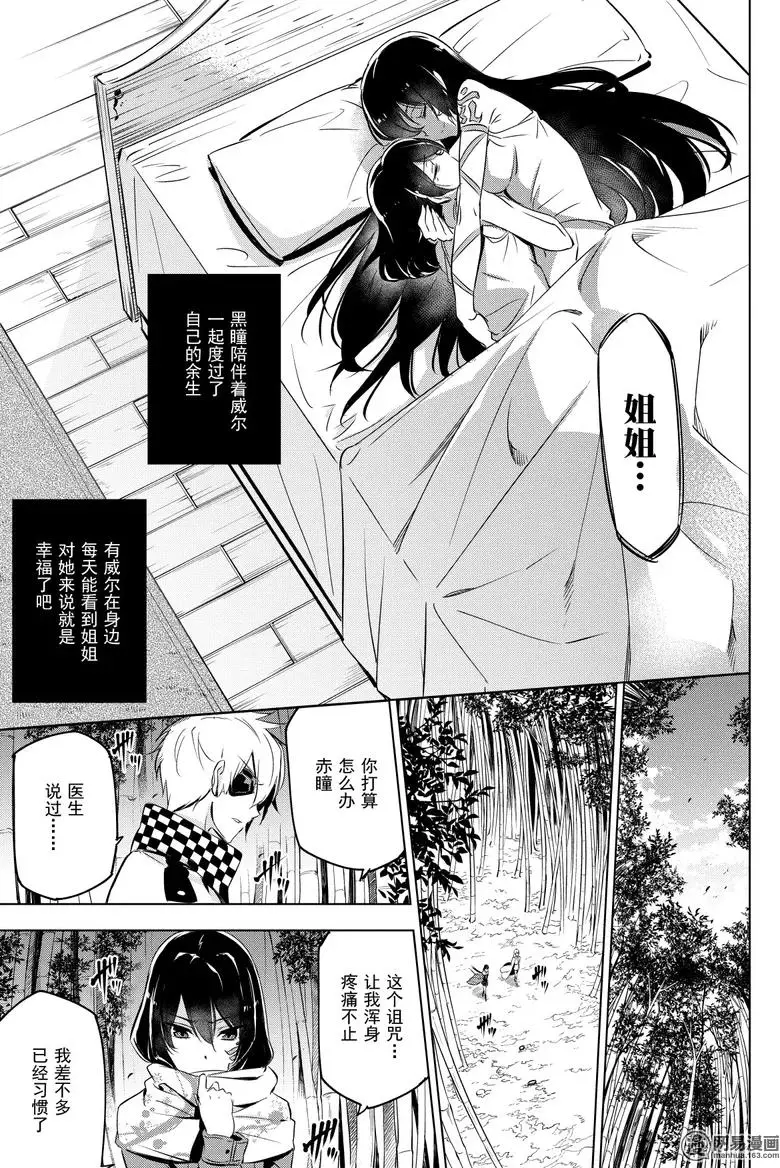 姐姐…
黑瞳陪伴着威尔
一起度过了
自己的余生
有威尔在身边
每天能看到姐姐
对她来说就是
幸福了吧
你打算
怎么办
赤瞳
医生
说过…
这个诅咒…
让我浑身
疼痛不止
我差不多
已经习惯了
网易漫画
manhua.163.com